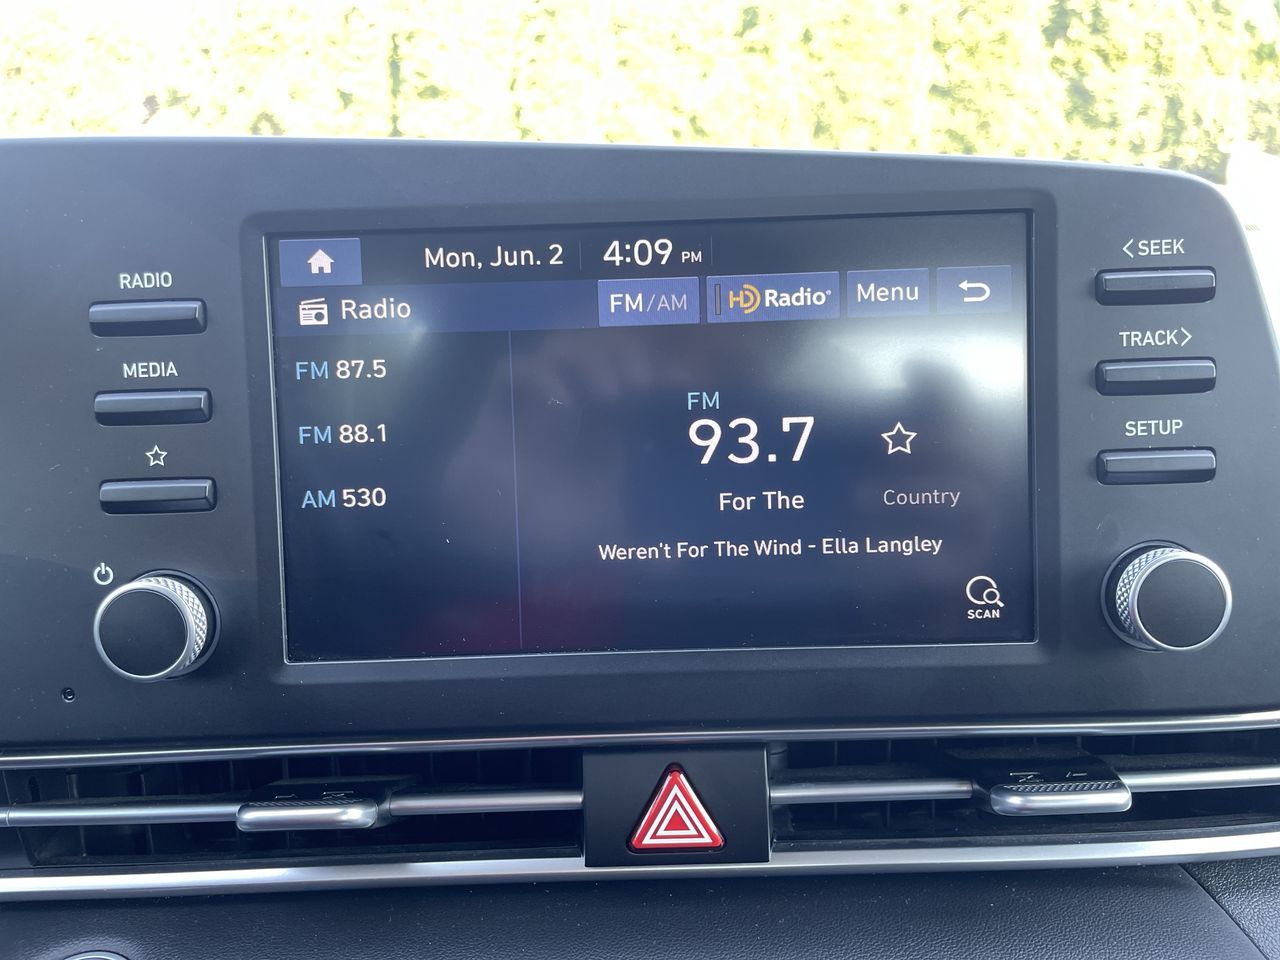 Mon, Jun. 2 4:09 PM
Radio FM/AM HD Radio® Menu
FM 87.5
FM 88.1
AM 530
FM
93.7
For The Country
Weren't For The Wind - Ella Langley
SCAN
RADIO
MEDIA
<SEEK
TRACK>
SETUP